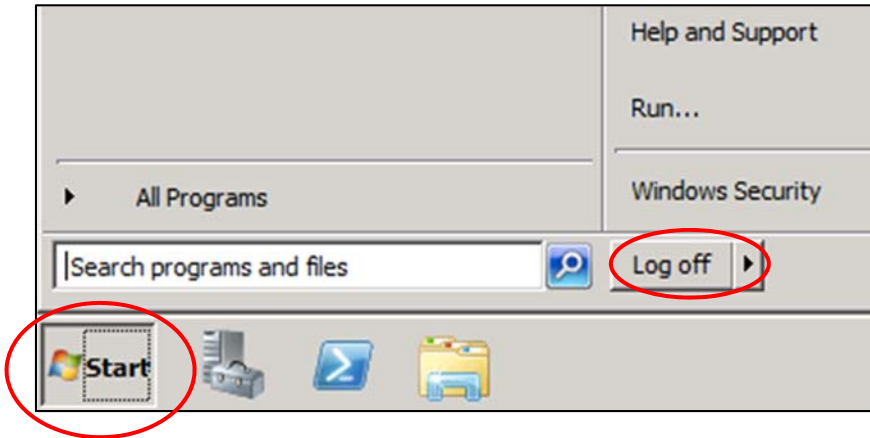 Help and Support
Run...
All Programs
Windows Security
Search programs and files
Log off
Start